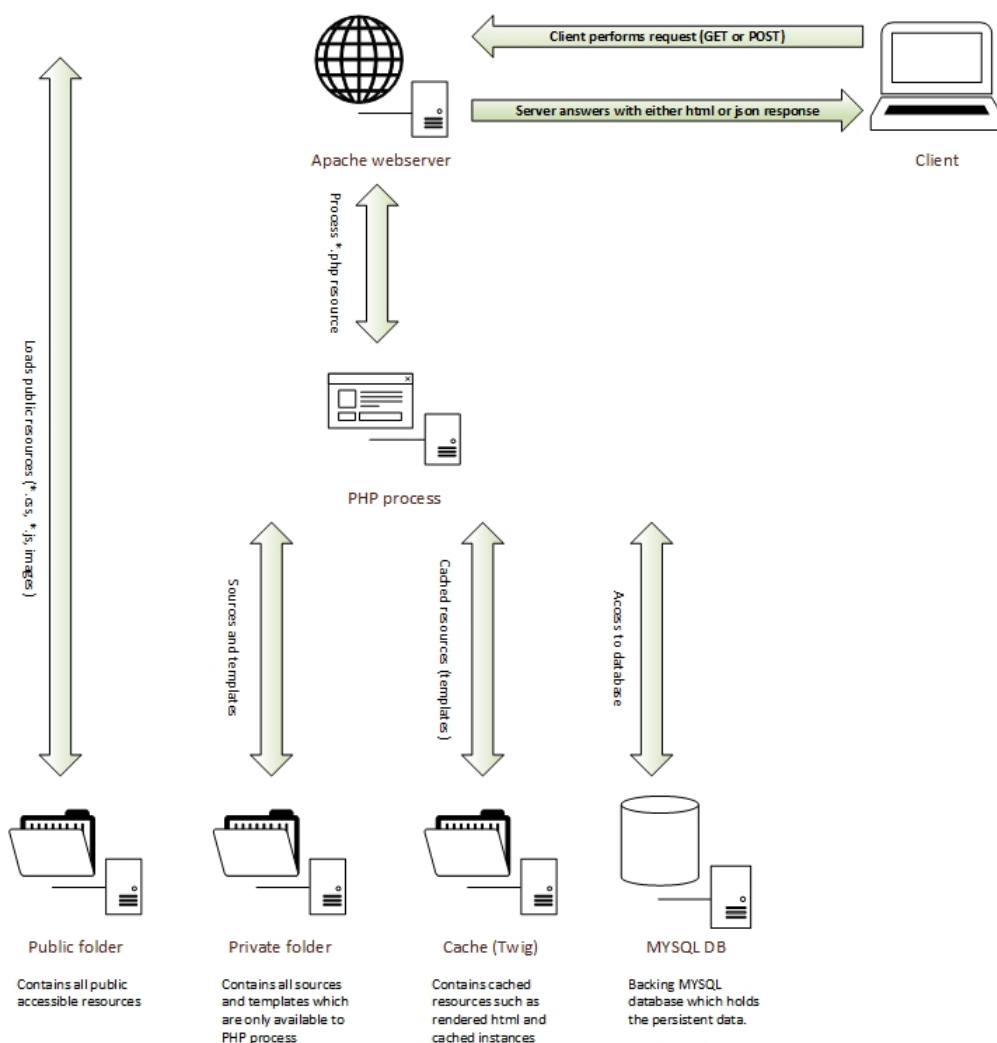 Client performs request (GET or POST)
Server answers with either html or json response
Apache webserver
Client
Process *.php resource
PHP process
Loads public resources (*.css, *.js, images)
Sources and templates
Cached resources (templates)
Access to database
Public folder
Contains all public
accessible resources
Private folder
Contains all sources
and templates which
are only available to
PHP process
Cache (Twig)
Contains cached
resources such as
rendered html and
cached instances
MYSQL DB
Backing MYSQL
database which holds
the persistent data.